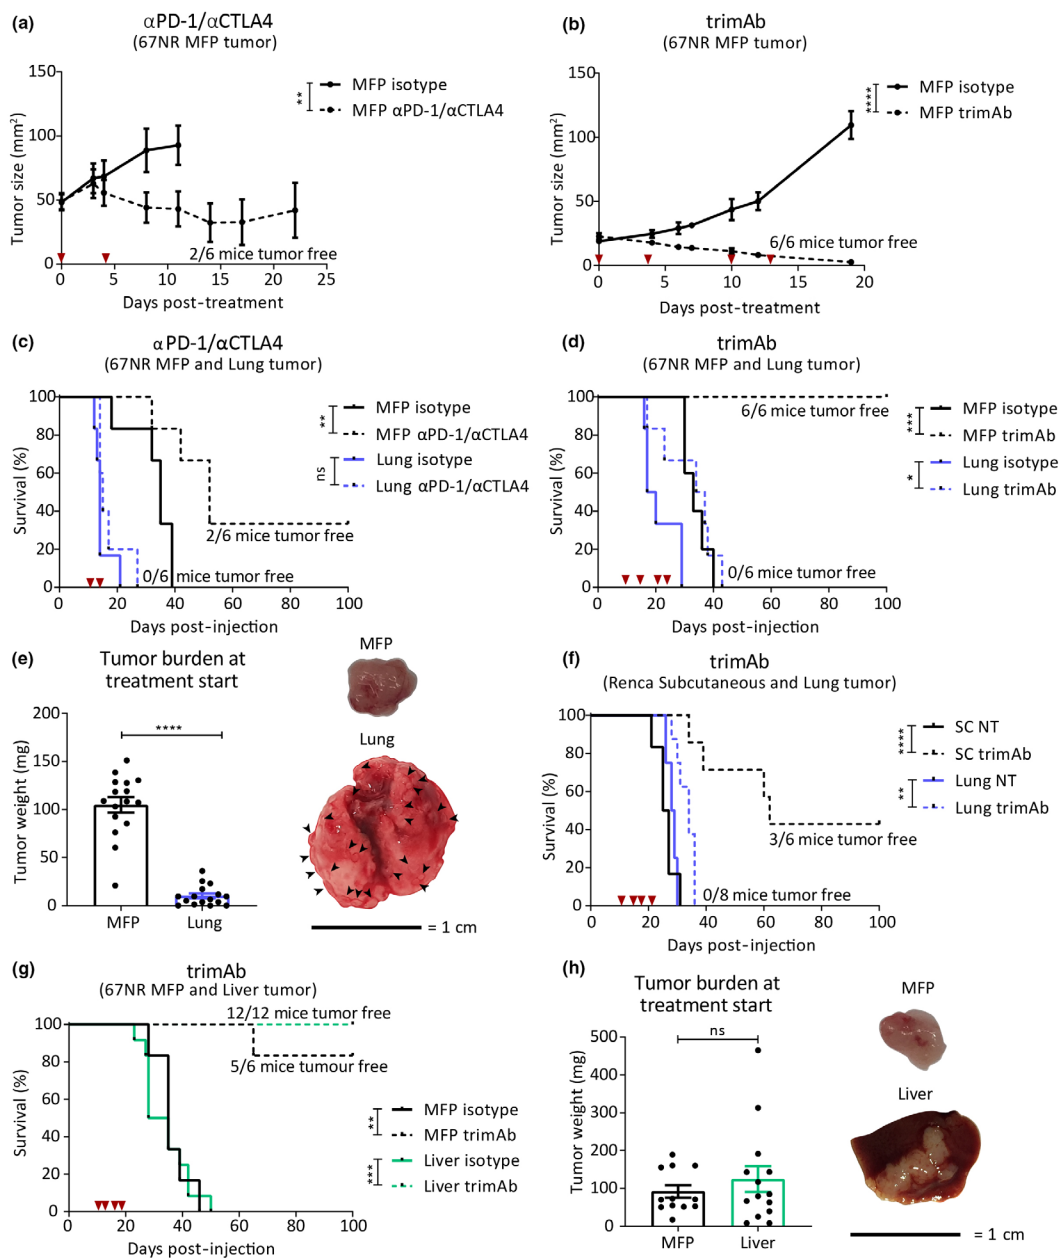 (a)
αPD-1/αCTLA4
(67NR MFP tumor)
Tumor size (mm²)
150
100
50
0
0 5 10 15 20 25
Days post-treatment
**
MFP isotype
MFP αPD-1/αCTLA4
2/6 mice tumor free
(b)
trimAb
(67NR MFP tumor)
Tumor size (mm²)
150
100
50
0
0 5 10 15 20
Days post-treatment
****
MFP isotype
MFP trimAb
6/6 mice tumor free
(c)
αPD-1/αCTLA4
(67NR MFP and Lung tumor)
Survival (%)
100
80
60
40
20
0
0 20 40 60 80 100
Days post-injection
**
MFP isotype
MFP αPD-1/αCTLA4
ns
Lung isotype
Lung αPD-1/αCTLA4
2/6 mice tumor free
0/6 mice tumor free
(d)
trimAb
(67NR MFP and Lung tumor)
Survival (%)
100
80
60
40
20
0
0 20 40 60 80 100
Days post-injection
6/6 mice tumor free
***
MFP isotype
MFP trimAb
*
Lung isotype
Lung trimAb
0/6 mice tumor free
(e)
Tumor burden at
treatment start
Tumor weight (mg)
200
150
100
50
0
****
MFP Lung
MFP
Lung
= 1 cm
(f)
trimAb
(Renca Subcutaneous and Lung tumor)
Survival (%)
100
80
60
40
20
0
0 20 40 60 80 100
Days post-injection
****
SC NT
SC trimAb
**
Lung NT
Lung trimAb
3/6 mice tumor free
0/8 mice tumor free
(g)
trimAb
(67NR MFP and Liver tumor)
Survival (%)
100
80
60
40
20
0
0 20 40 60 80 100
Days post-injection
12/12 mice tumor free
5/6 mice tumour free
**
MFP isotype
MFP trimAb
***
Liver isotype
Liver trimAb
(h)
Tumor burden at
treatment start
Tumor weight (mg)
500
400
300
200
100
0
ns
MFP Liver
MFP
Liver
= 1 cm